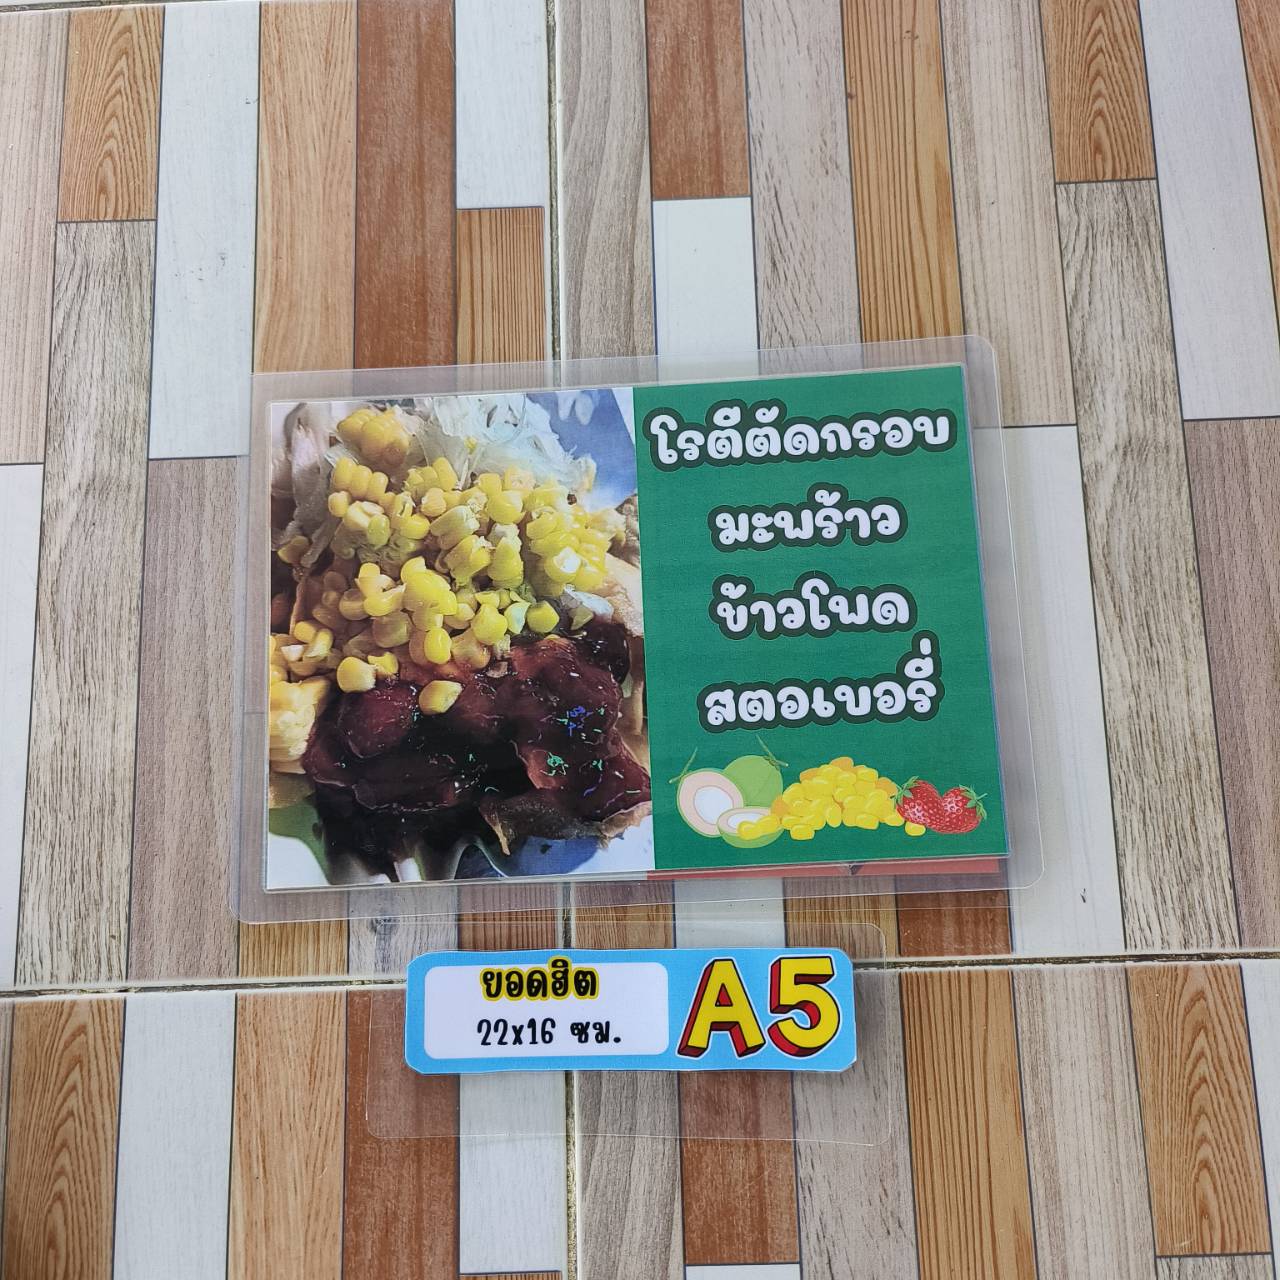 โรตีตัดกรอบ
มะพร้าว
ข้าวโพด
สตอเบอรี่
ยอดฮิต
22x16 ซม.
A5